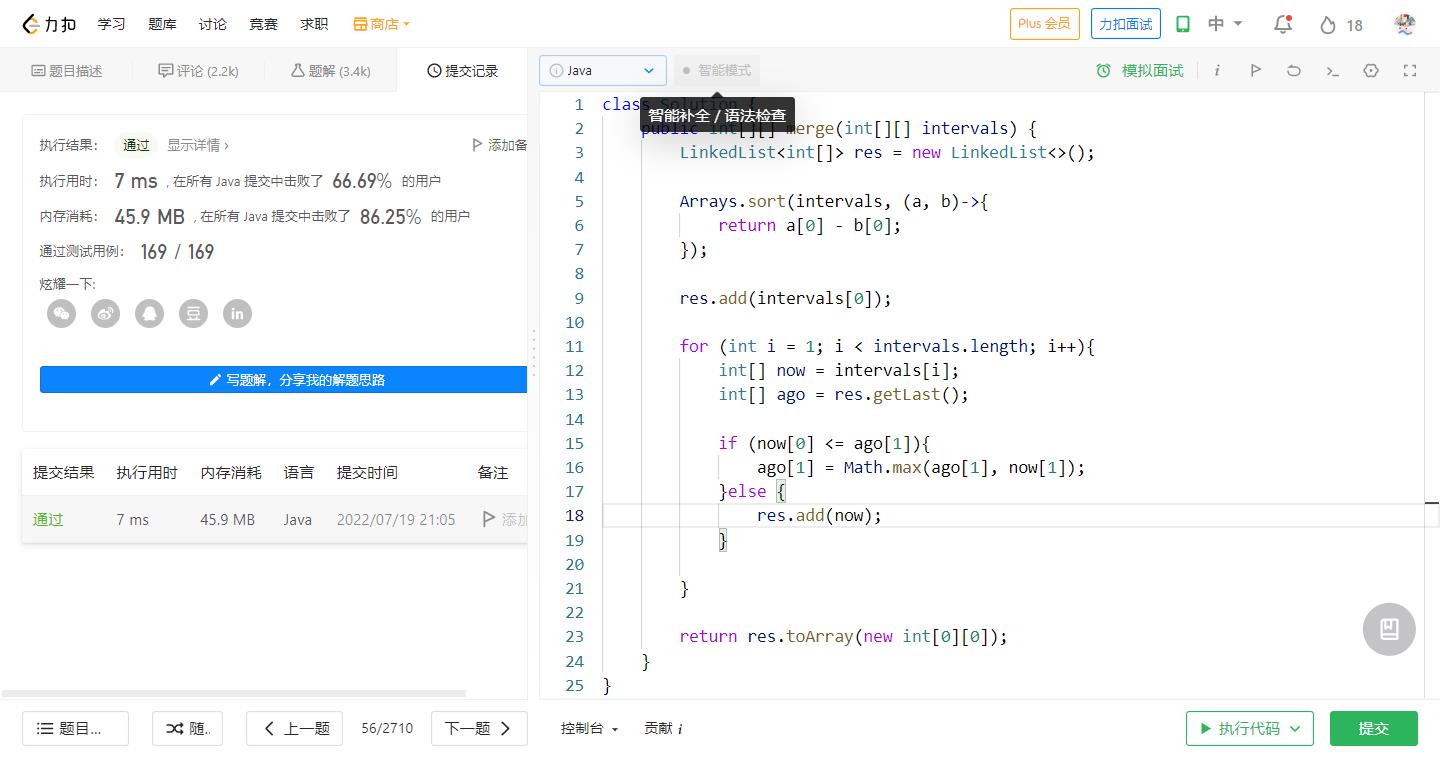 力扣 学习 题库 讨论 竞赛 求职 商店 Plus 会员 力扣面试 中 18
题目描述 评论 (2.2k) 题解 (3.4k) 提交记录
Java 智能模式 模拟面试 i
智能补全 / 语法检查
执行结果： 通过 显示详情 › 添加备
执行用时： 7 ms , 在所有 Java 提交中击败了 66.69% 的用户
内存消耗： 45.9 MB , 在所有 Java 提交中击败了 86.25% 的用户
通过测试用例： 169 / 169
炫耀一下:
豆 in
写题解，分享我的解题思路
提交结果 执行用时 内存消耗 语言 提交时间 备注
通过 7 ms 45.9 MB Java 2022/07/19 21:05 添加
1 class Solution {
2 public int[][] merge(int[][] intervals) {
3 LinkedList<int[]> res = new LinkedList<>();
4
5 Arrays.sort(intervals, (a, b)->{
6 return a[0] - b[0];
7 });
8
9 res.add(intervals[0]);
10
11 for (int i = 1; i < intervals.length; i++){
12 int[] now = intervals[i];
13 int[] ago = res.getLast();
14
15 if (now[0] <= ago[1]){
16 ago[1] = Math.max(ago[1], now[1]);
17 }else {
18 res.add(now);
19 }
20
21 }
22
23 return res.toArray(new int[0][0]);
24 }
25 }
题目... 随.. 上一题 56/2710 下一题 控制台 贡献 i 执行代码 提交